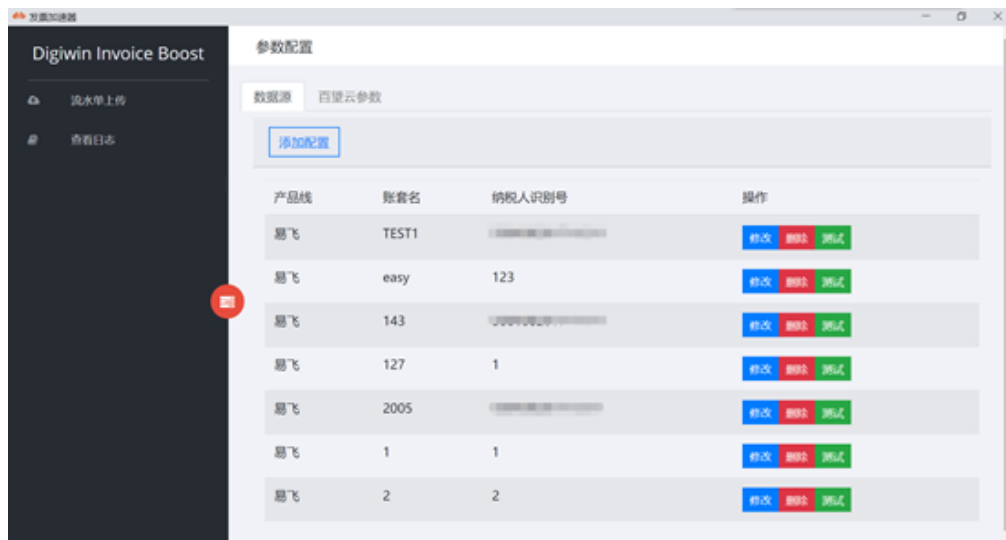 发票加速器
Digiwin Invoice Boost
流水单上传
查看日志
参数配置
数据源 百望云参数
添加配置
产品线 账套名 纳税人识别号 操作
易飞 TEST1 修改 删除 测试
易飞 easy 123 修改 删除 测试
易飞 143 修改 删除 测试
易飞 127 1 修改 删除 测试
易飞 2005 修改 删除 测试
易飞 1 1 修改 删除 测试
易飞 2 2 修改 删除 测试